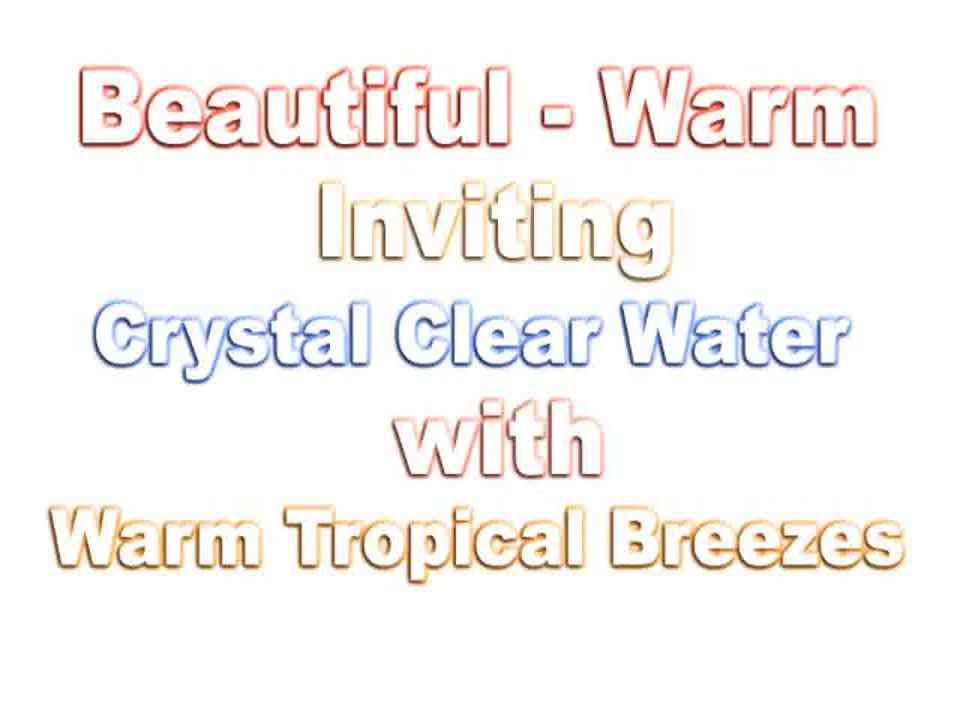 Beautiful - Warm
Inviting
Crystal Clear Water
with
Warm Tropical Breezes